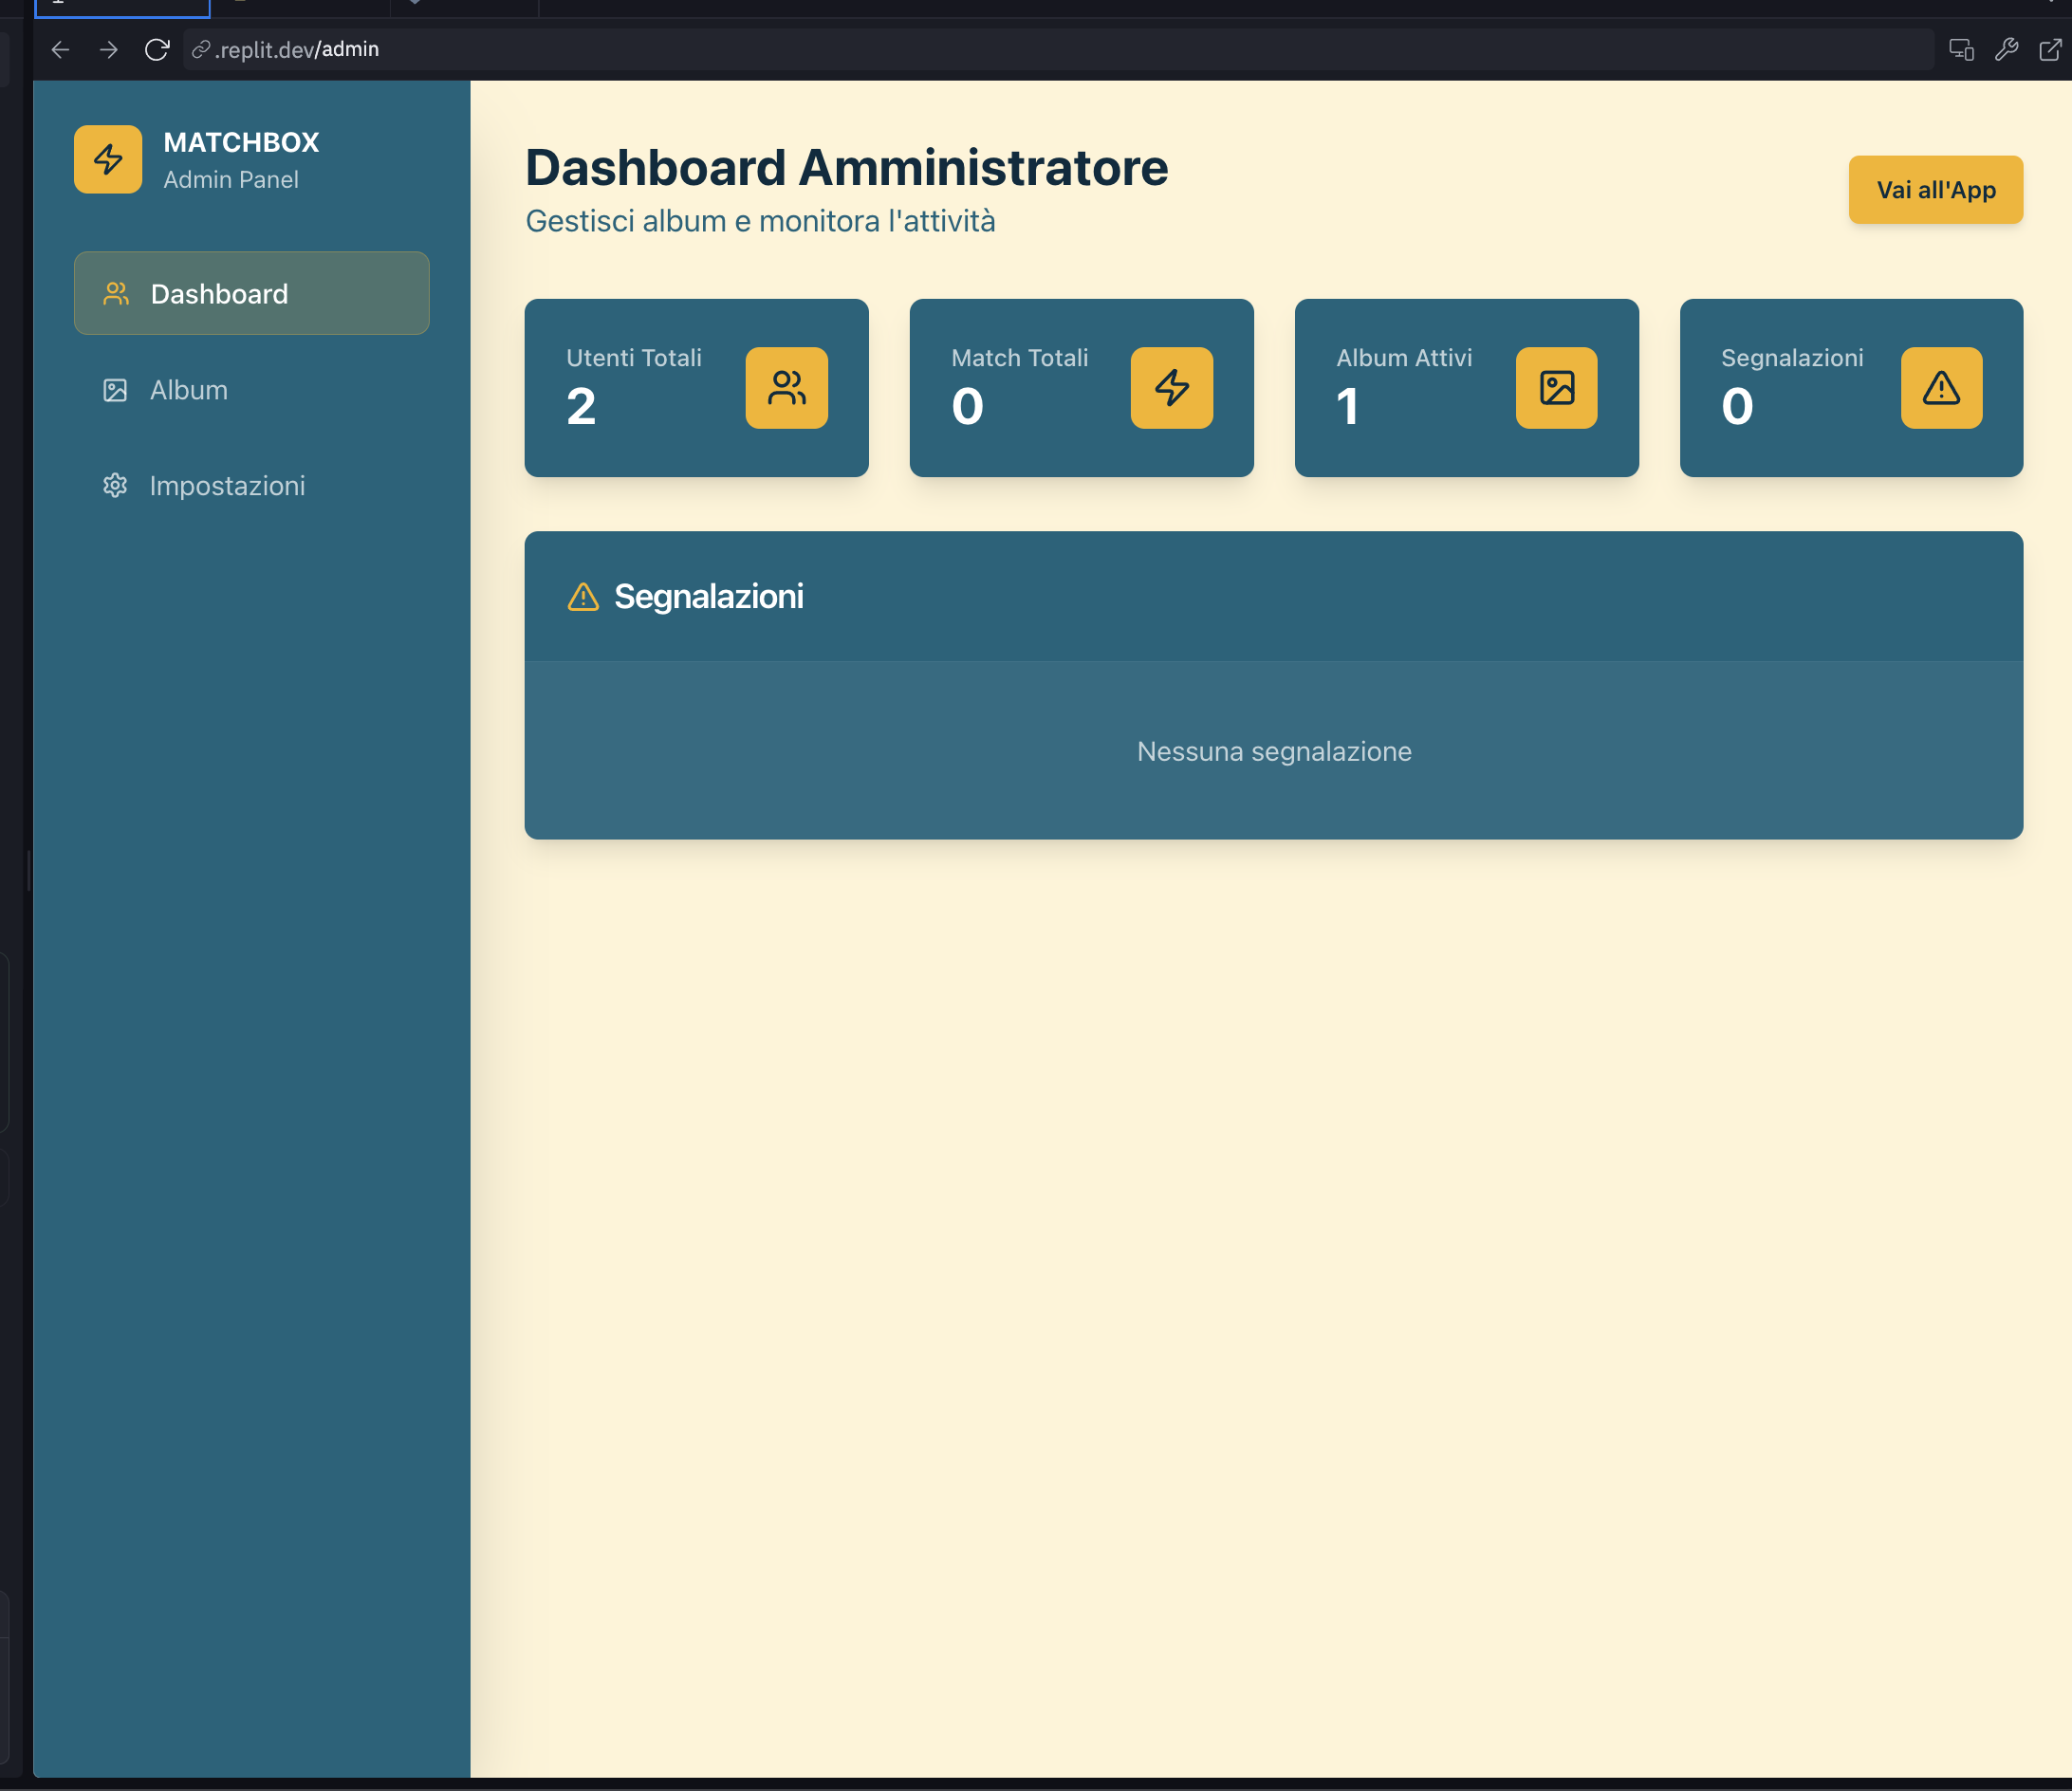 .replit.dev/admin
MATCHBOX
Admin Panel
Dashboard
Album
Impostazioni
Dashboard Amministratore
Gestisci album e monitora l'attività
Vai all'App
Utenti Totali
2
Match Totali
0
Album Attivi
1
Segnalazioni
0
Segnalazioni
Nessuna segnalazione